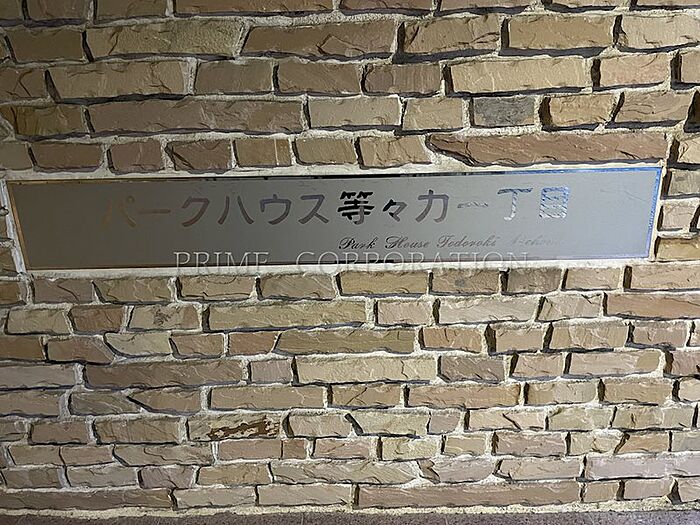 パークハウス等々力一丁目
Park House Todoroki
PRIME CORPORATION